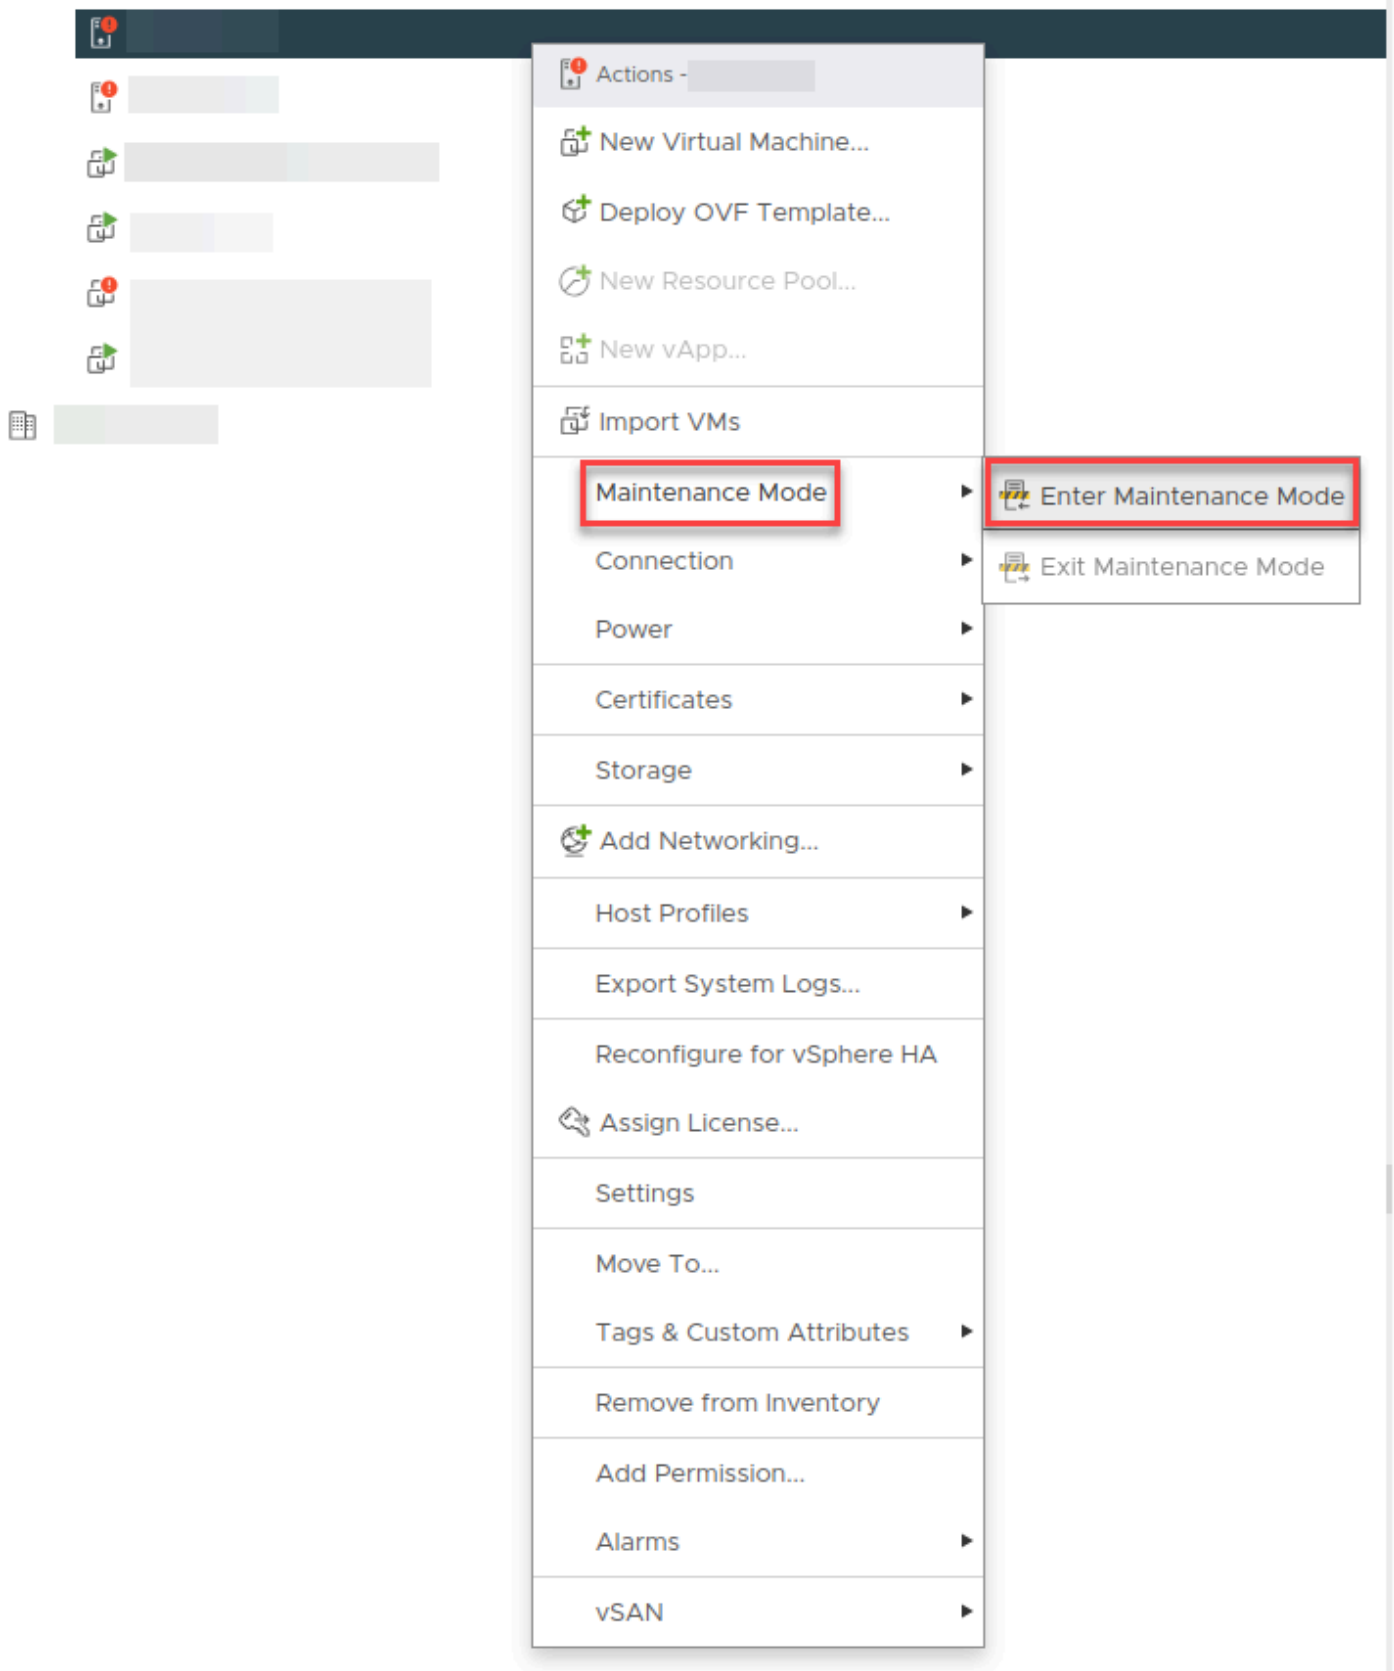 Actions -
New Virtual Machine...
Deploy OVF Template...
New Resource Pool...
New vApp...
Import VMs
Maintenance Mode
Enter Maintenance Mode
Exit Maintenance Mode
Connection
Power
Certificates
Storage
Add Networking...
Host Profiles
Export System Logs...
Reconfigure for vSphere HA
Assign License...
Settings
Move To...
Tags & Custom Attributes
Remove from Inventory
Add Permission...
Alarms
vSAN